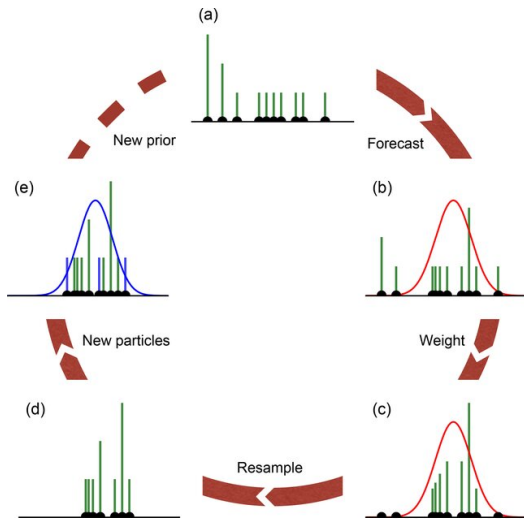 (a)
New prior
Forecast
(e)
(b)
New particles
Weight
(d)
(c)
Resample